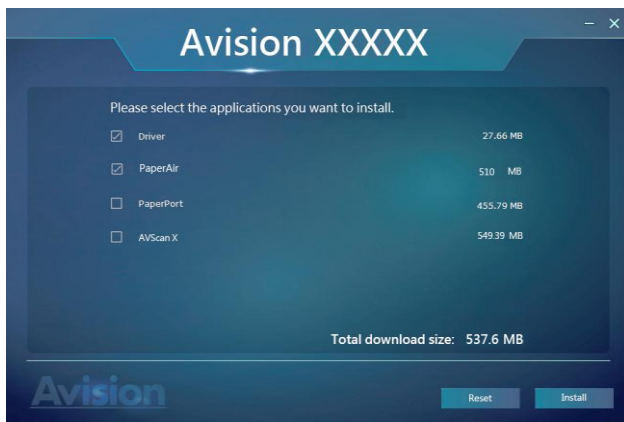 Avision XXXXX
Please select the applications you want to install.
Driver 27.66 MB
PaperAir 510 MB
PaperPort 455.79 MB
AVScan X 549.39 MB
Total download size: 537.6 MB
Avision
Reset Install